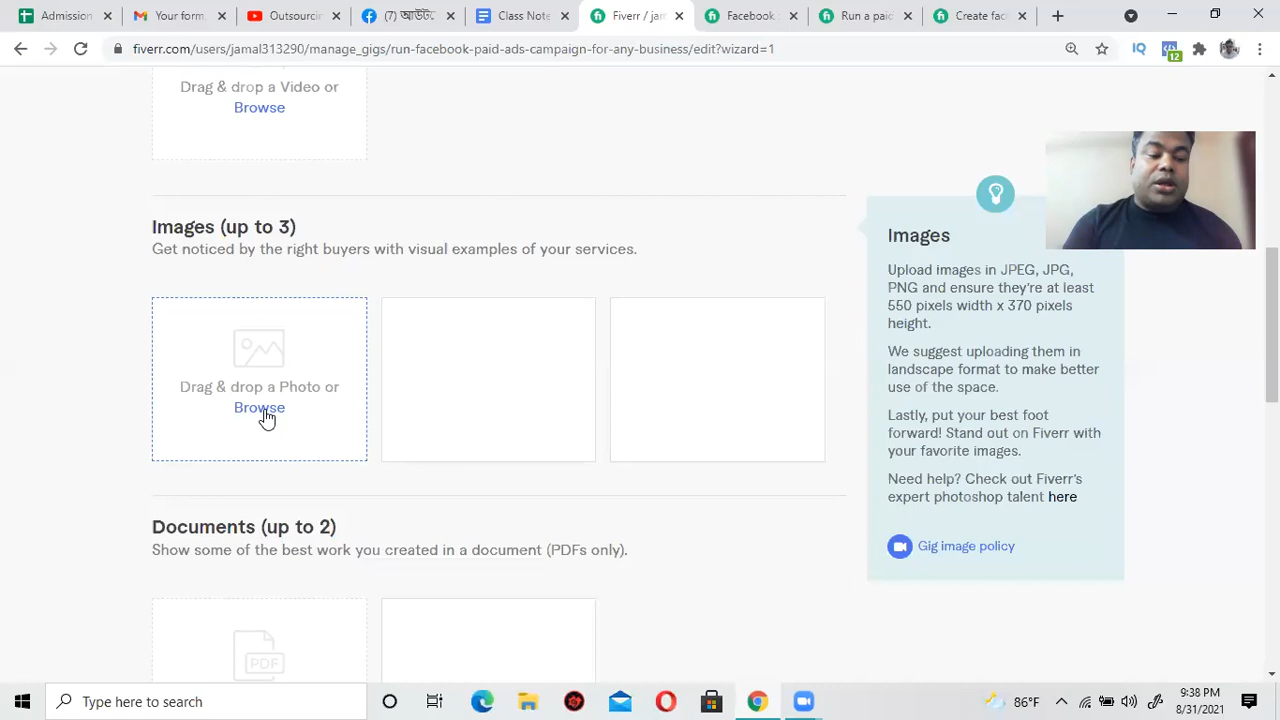 Admission
Your form
Outsourci
Class Not
Fiverr / jam
Facebook
Run a paid
Create fac
fiverr.com/users/jamal313290/manage_gigs/run-facebook-paid-ads-campaign-for-any-business/edit?wizard=1
IQ
12
Drag & drop a Video or
Browse
Images (up to 3)
Get noticed by the right buyers with visual examples of your services.
Drag & drop a Photo or
Browse
Documents (up to 2)
Show some of the best work you created in a document (PDFs only).
PDF
Images
Upload images in JPEG, JPG,
PNG and ensure they're at least
550 pixels width x 370 pixels
height.
We suggest uploading them in
landscape format to make better
use of the space.
Lastly, put your best foot
forward! Stand out on Fiverr with
your favorite images.
Need help? Check out Fiverr's
expert photoshop talent here
Gig image policy
Type here to search
86°F
9:38 PM
8/31/2021